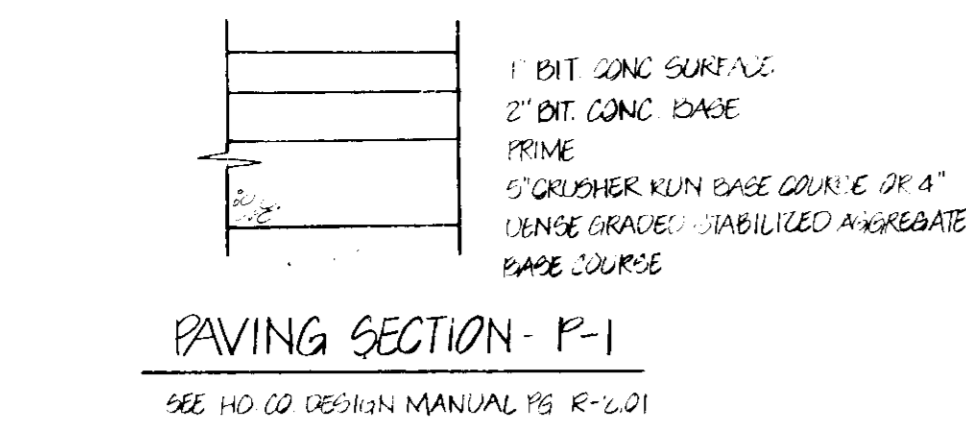 1" BIT. CONC SURFACE
2" BIT. CONC. BASE
PRIME
5" CRUSHER RUN BASE COURSE OR 4"
DENSE GRADED STABILIZED AGGREGATE
BASE COURSE
PAVING SECTION - P-1
SEE HO. CO. DESIGN MANUAL PG R-2.01